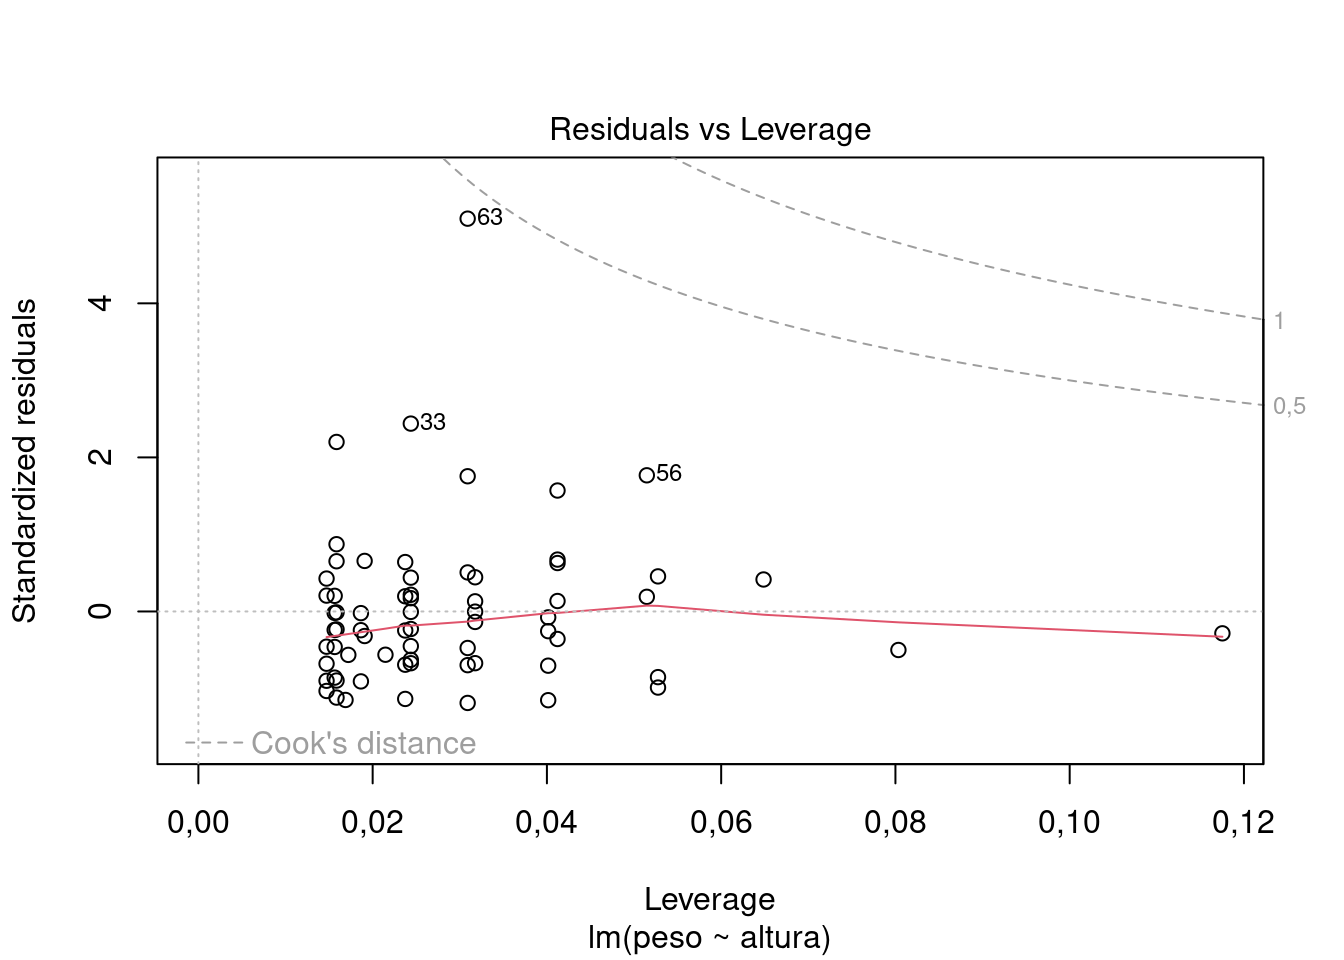 Residuals vs Leverage
Standardized residuals
4
2
0
63
33
56
1
0,5
Cook's distance
0,00 0,02 0,04 0,06 0,08 0,10 0,12
Leverage
lm(peso ~ altura)